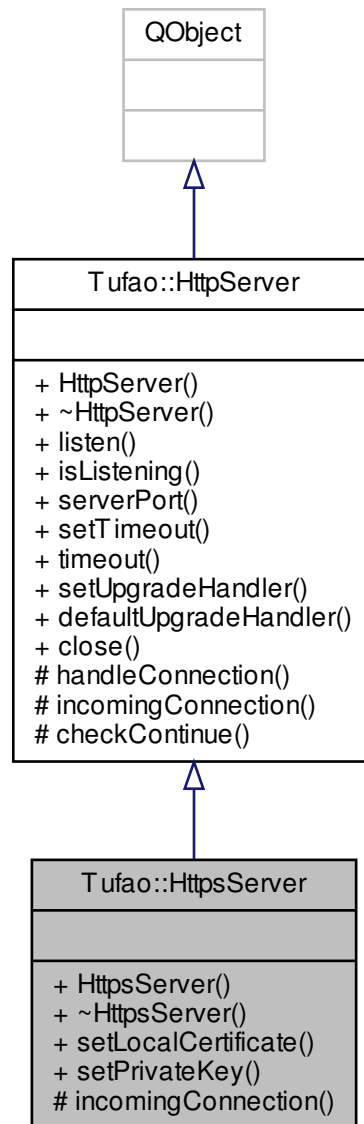 QObject
Tufao::HttpServer
+ HttpServer()
+ ~HttpServer()
+ listen()
+ isListening()
+ serverPort()
+ setTimeout()
+ timeout()
+ setUpgradeHandler()
+ defaultUpgradeHandler()
+ close()
# handleConnection()
# incomingConnection()
# checkContinue()
Tufao::HttpsServer
+ HttpsServer()
+ ~HttpsServer()
+ setLocalCertificate()
+ setPrivateKey()
# incomingConnection()